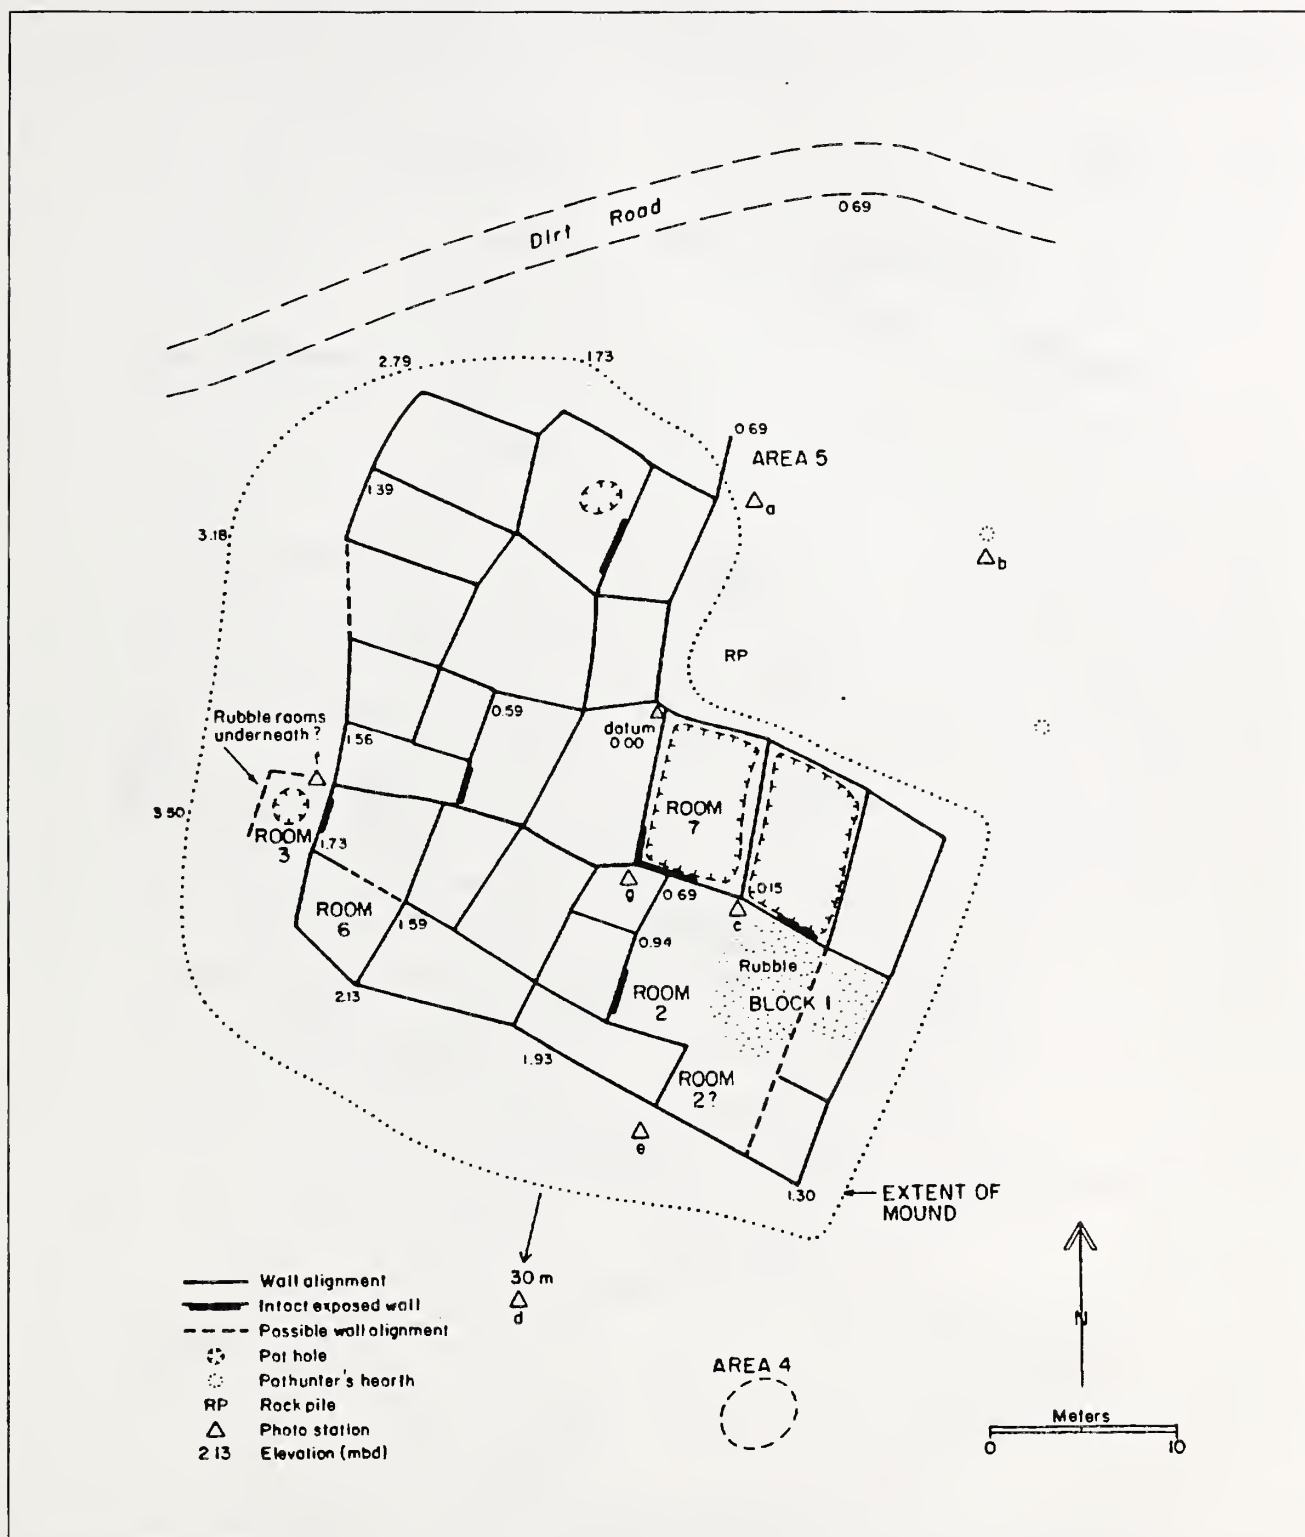 Dirt Road
0.69
2.79
1.73
0.69
AREA 5
a
1.39
3.18
b
RP
Rubble rooms
underneath?
0.59
datum
0.00
1.56
3.50
ROOM
3
1.73
ROOM
7
g
0.69
0.15
c
ROOM
6
1.59
0.94
Rubble
ROOM
2
BLOCK 1
2.13
1.93
ROOM
2?
e
1.30
EXTENT OF
MOUND
30 m
d
Wall alignment
Intact exposed wall
Possible wall alignment
Pot hole
Pothunter's hearth
RP Rock pile
Photo station
2.13 Elevation (mbd)
AREA 4
N
Meters
0 10